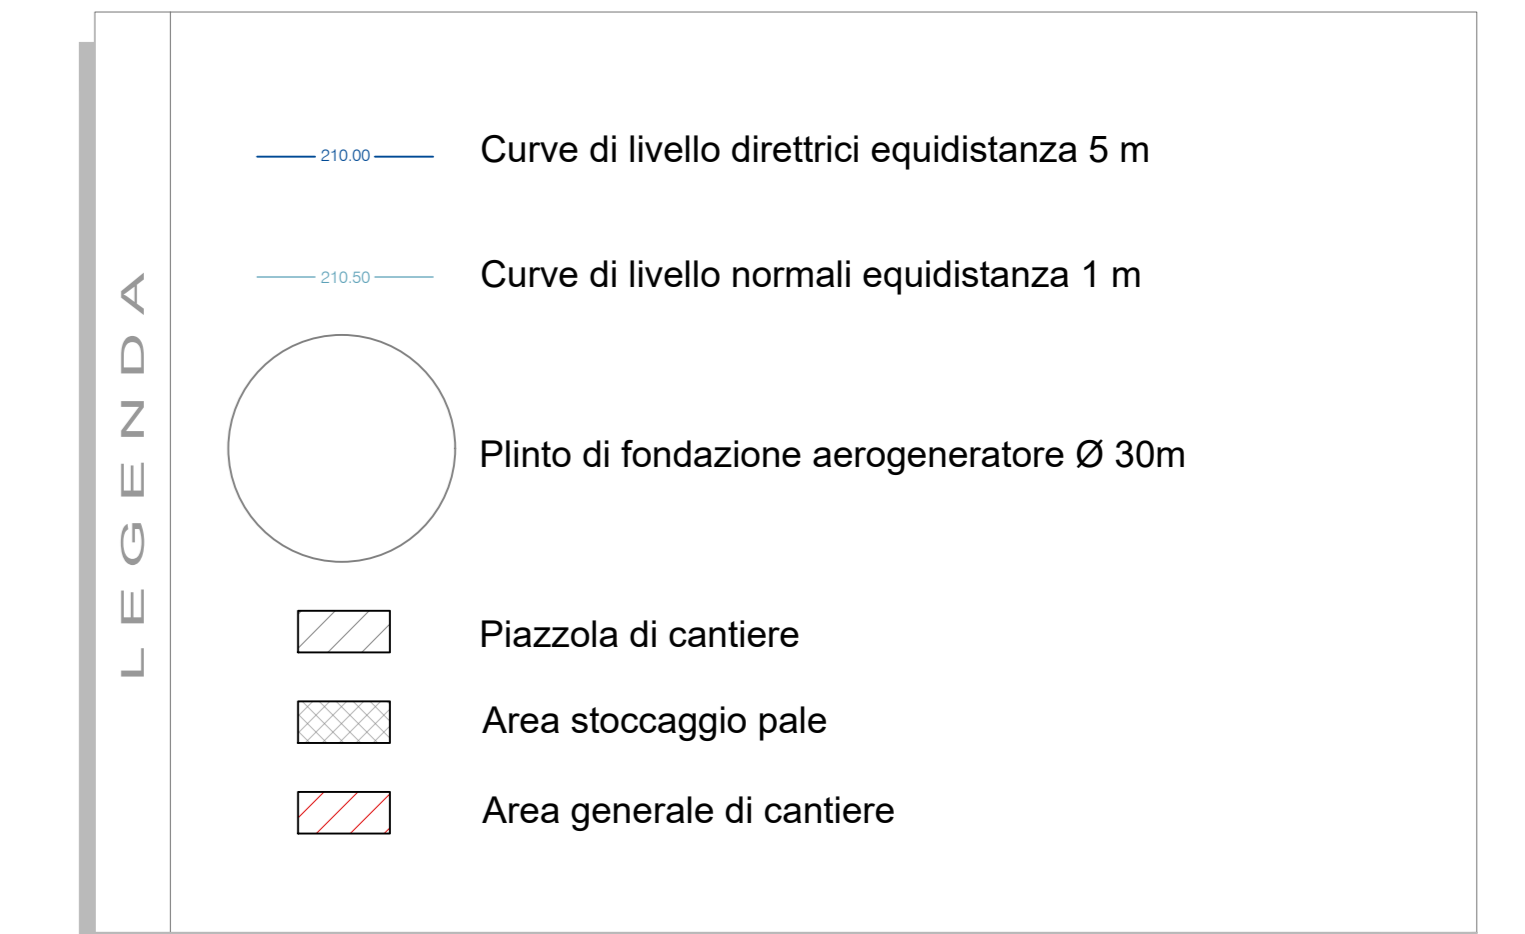 LEGENDA
210.00 Curve di livello direttrici equidistanza 5 m
210.50 Curve di livello normali equidistanza 1 m
Plinto di fondazione aerogeneratore Ø 30m
Piazzola di cantiere
Area stoccaggio pale
Area generale di cantiere